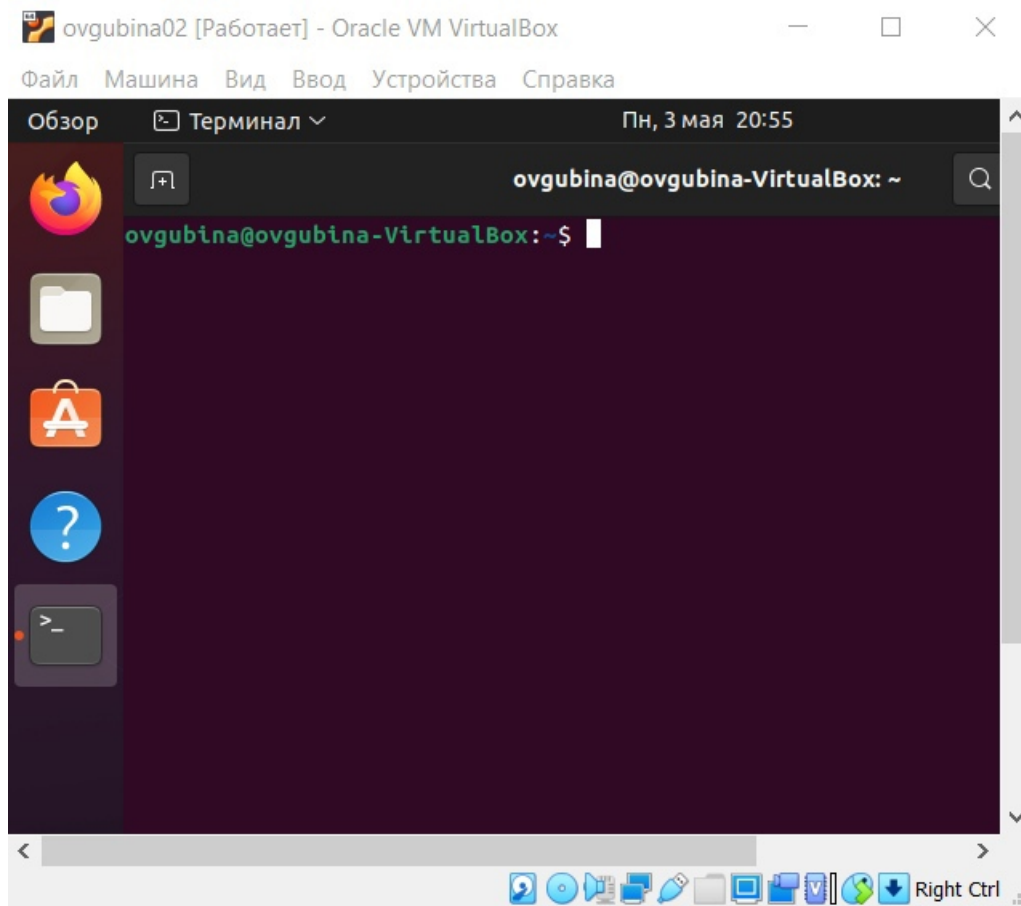 ovgubina02 [Работает] - Oracle VM VirtualBox
Файл Машина Вид Ввод Устройства Справка
Обзор Терминал Пн, 3 мая 20:55
ovgubina@ovgubina-VirtualBox: ~
ovgubina@ovgubina-VirtualBox:~$
Right Ctrl